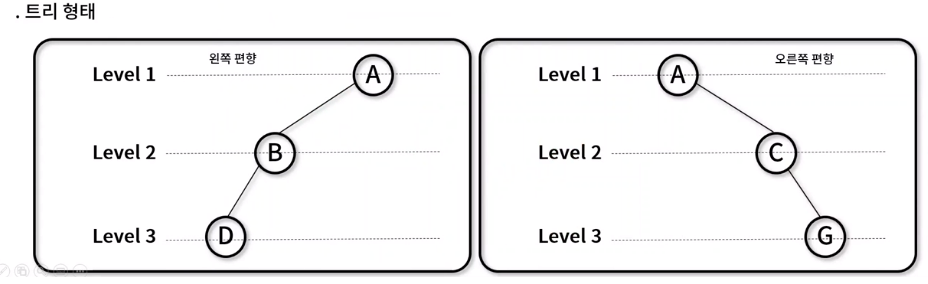 . 트리 형태
왼쪽 편향
Level 1
A
Level 2
B
Level 3
D
오른쪽 편향
Level 1
A
Level 2
C
Level 3
G